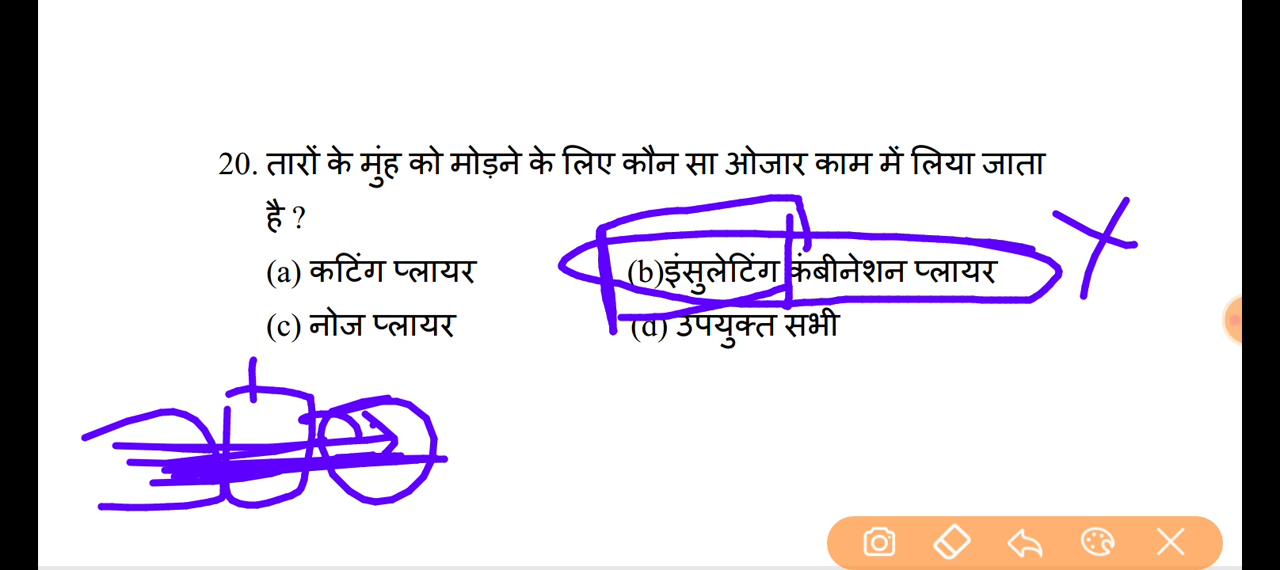 20. तारों के मुंह को मोड़ने के लिए कौन सा ओजार काम में लिया जाता
है ?
(a) कटिंग प्लायर (b)इंसुलेटिंग कंबीनेशन प्लायर
(c) नोज प्लायर (d) उपयुक्त सभी